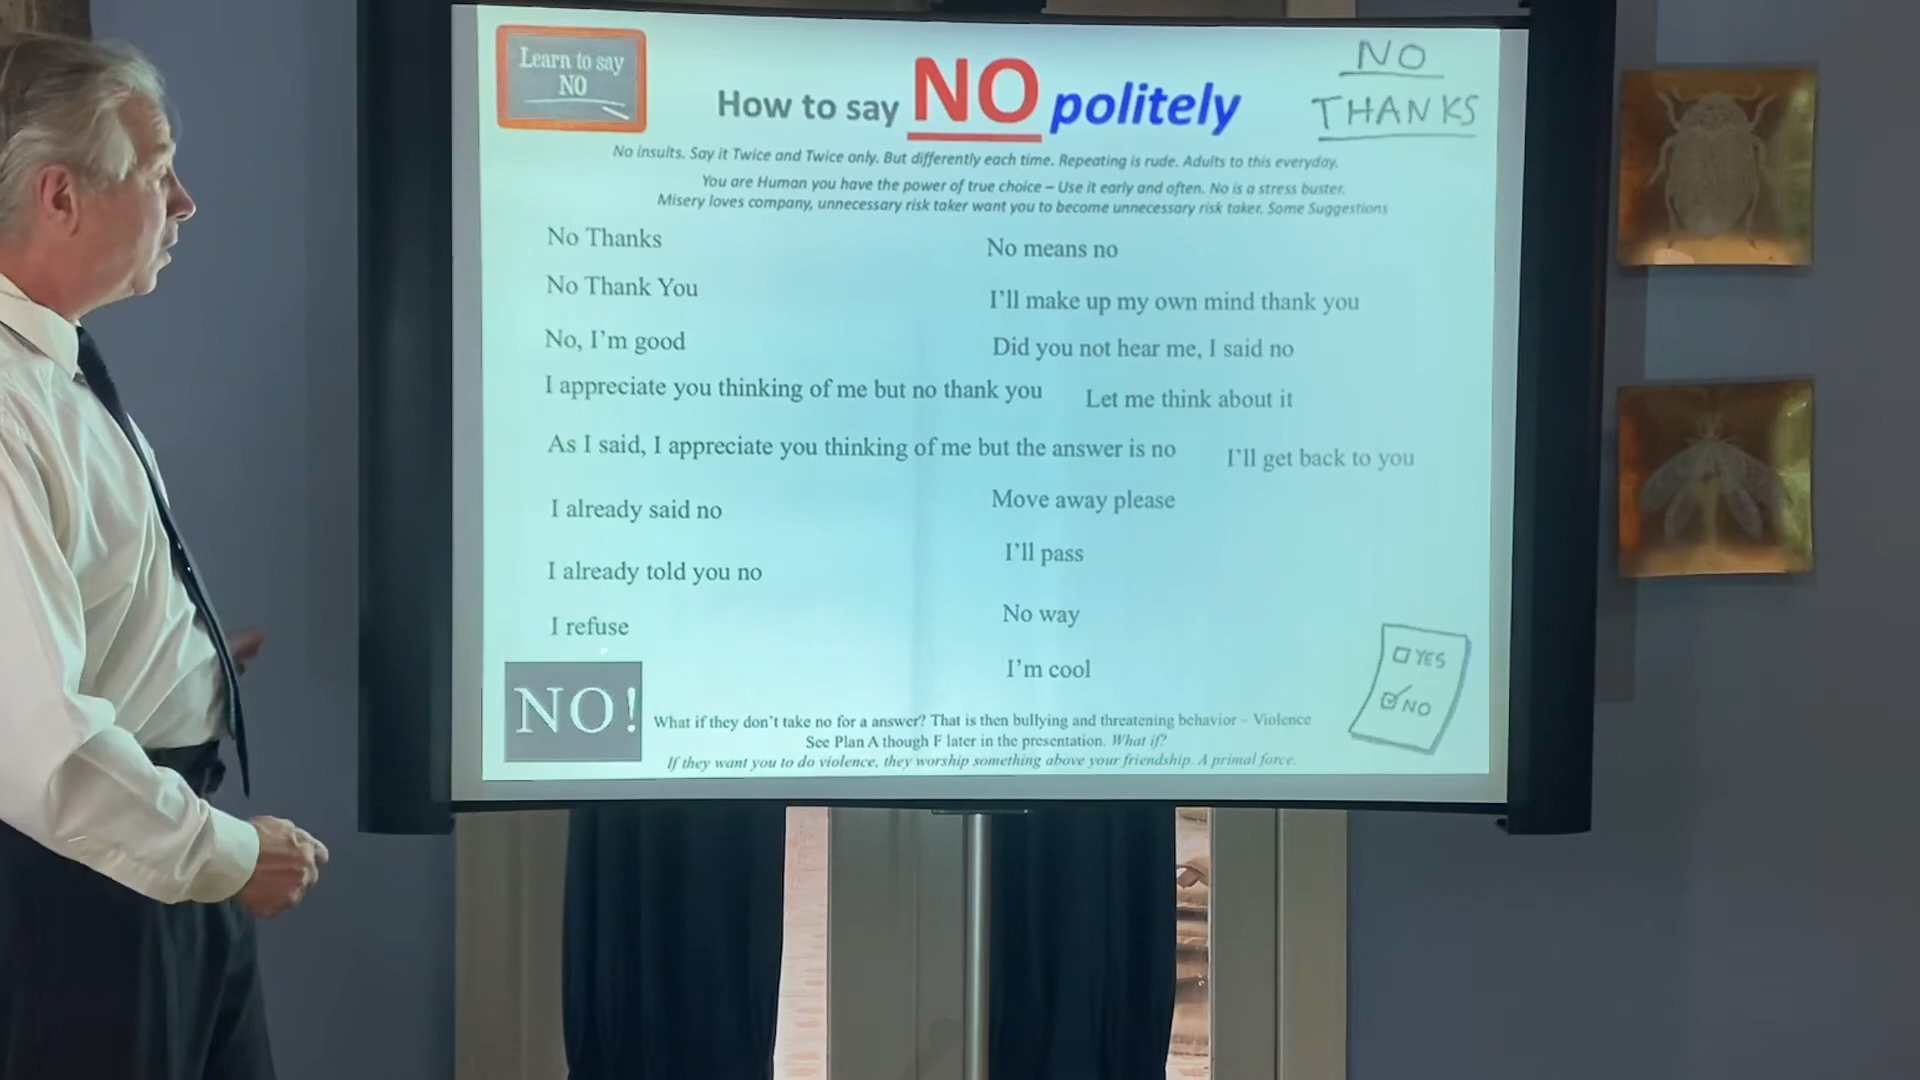 Learn to say
NO
How to say NO politely
NO
THANKS
No insults. Say it Twice and Twice only. But differently each time. Repeating is rude. Adults to this everyday.
You are Human you have the power of true choice – Use it early and often. No is a stress buster.
Misery loves company, unnecessary risk taker want you to become unnecessary risk taker. Some Suggestions
No Thanks
No Thank You
No, I'm good
I appreciate you thinking of me but no thank you
As I said, I appreciate you thinking of me but the answer is no
I already said no
I already told you no
I refuse
No means no
I'll make up my own mind thank you
Did you not hear me, I said no
Let me think about it
I'll get back to you
Move away please
I'll pass
No way
I'm cool
NO!
YES
NO
What if they don't take no for a answer? That is then bullying and threatening behavior – Violence
See Plan A though F later in the presentation. What if?
If they want you to do violence, they worship something above your friendship. A primal force.